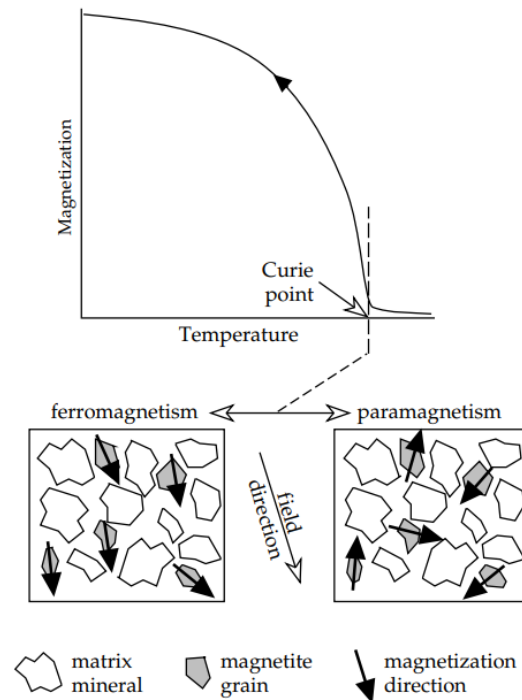 Magnetization
Curie
point
Temperature
ferromagnetism
paramagnetism
field
direction
matrix
mineral
magnetite
grain
magnetization
direction